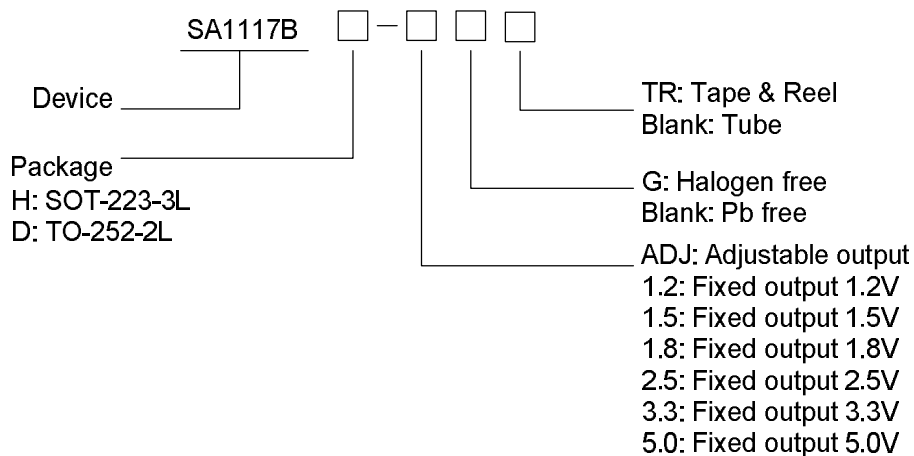 SA1117B
Device
Package
H: SOT-223-3L
D: TO-252-2L
TR: Tape & Reel
Blank: Tube
G: Halogen free
Blank: Pb free
ADJ: Adjustable output
1.2: Fixed output 1.2V
1.5: Fixed output 1.5V
1.8: Fixed output 1.8V
2.5: Fixed output 2.5V
3.3: Fixed output 3.3V
5.0: Fixed output 5.0V